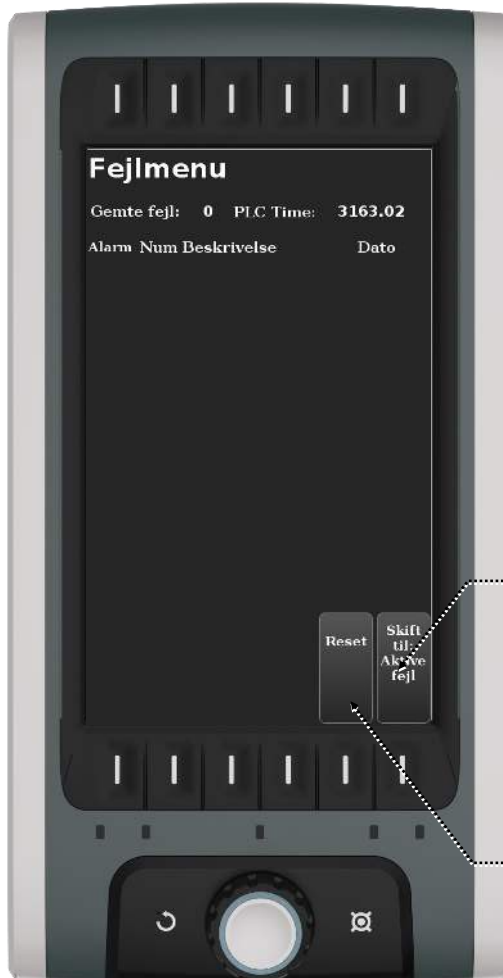 Fejlmenu
Gemte fejl: 0 PLC Time: 3163.02
Alarm Num Beskrivelse Dato
Reset
Skift
til:
Aktive
fejl